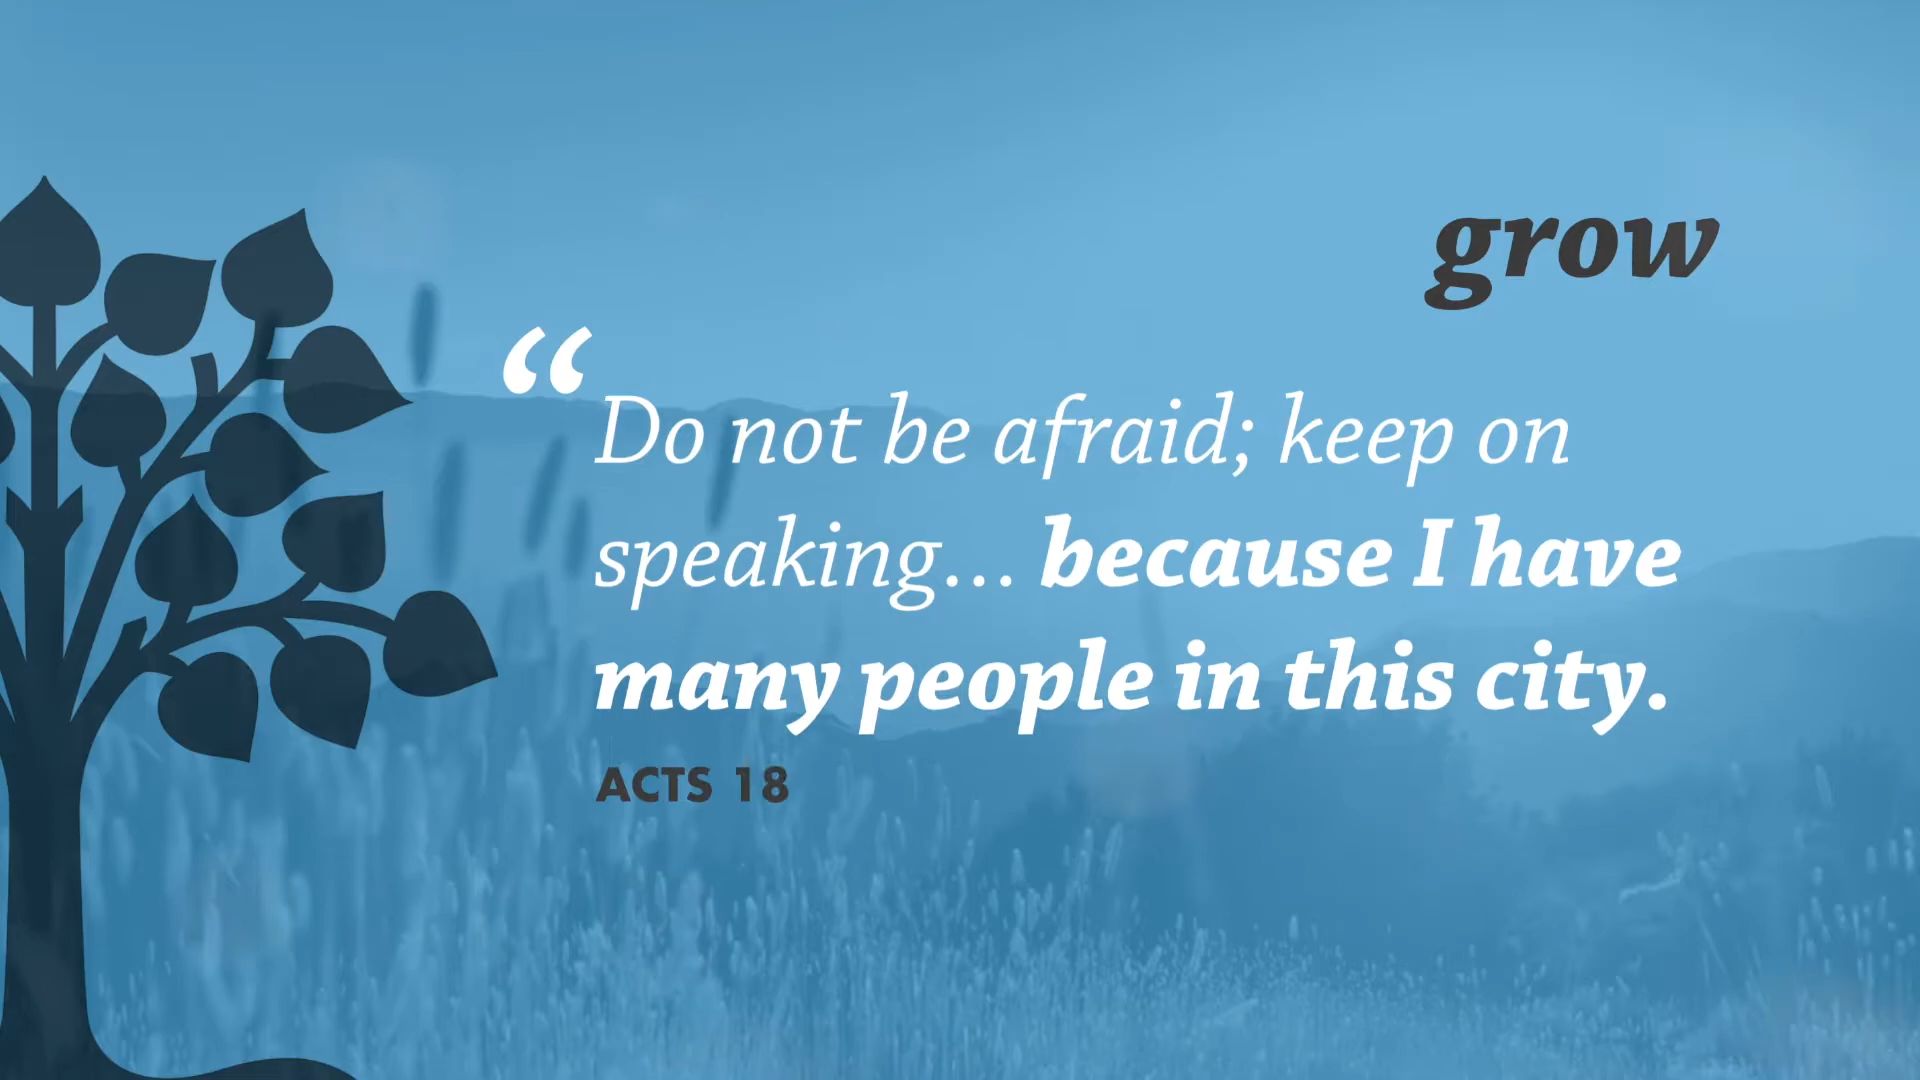 grow
“Do not be afraid; keep on
speaking... because I have
many people in this city.
ACTS 18